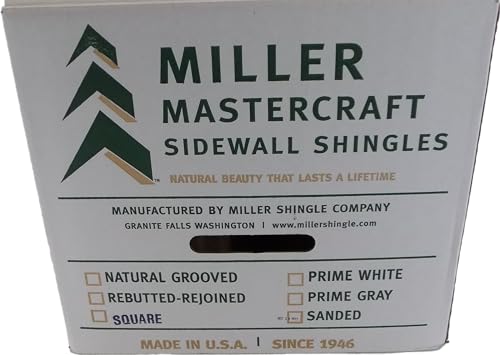 MILLER
MASTERCRAFT
SIDEWALL SHINGLES
TM
NATURAL BEAUTY THAT LASTS A LIFETIME
MANUFACTURED BY MILLER SHINGLE COMPANY
GRANITE FALLS WASHINGTON | www.millershingle.com
NATURAL GROOVED
REBUTTED-REJOINED
SQUARE
PRIME WHITE
PRIME GRAY
SANDED
MADE IN U.S.A. | SINCE 1946